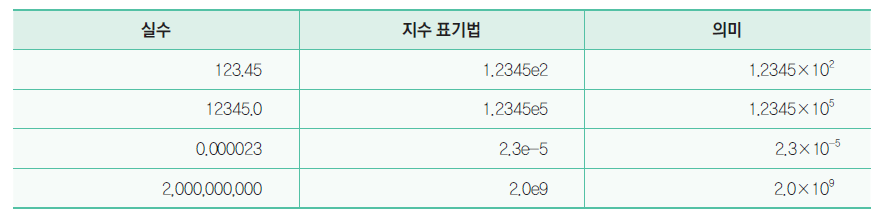 실수 지수 표기법 의미
123.45 1.2345e2 1.2345×10²
12345.0 1.2345e5 1.2345×10⁵
0.000023 2.3e-5 2.3×10⁻⁵
2,000,000,000 2.0e9 2.0×10⁹